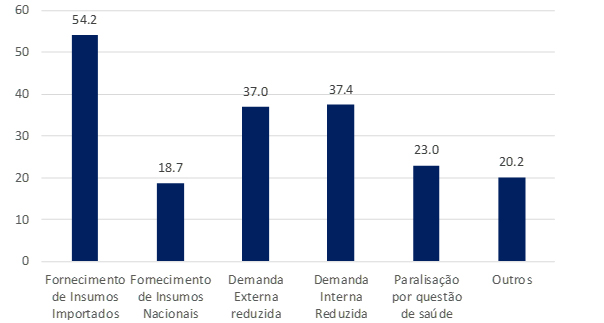 60
50
40
30
20
10
0
54.2
18.7
37.0
37.4
23.0
20.2
Fornecimento
de Insumos
Importados
Fornecimento
de Insumos
Nacionais
Demanda
Externa
reduzida
Demanda
Interna
Reduzida
Paralisação
por questão
de saúde
Outros